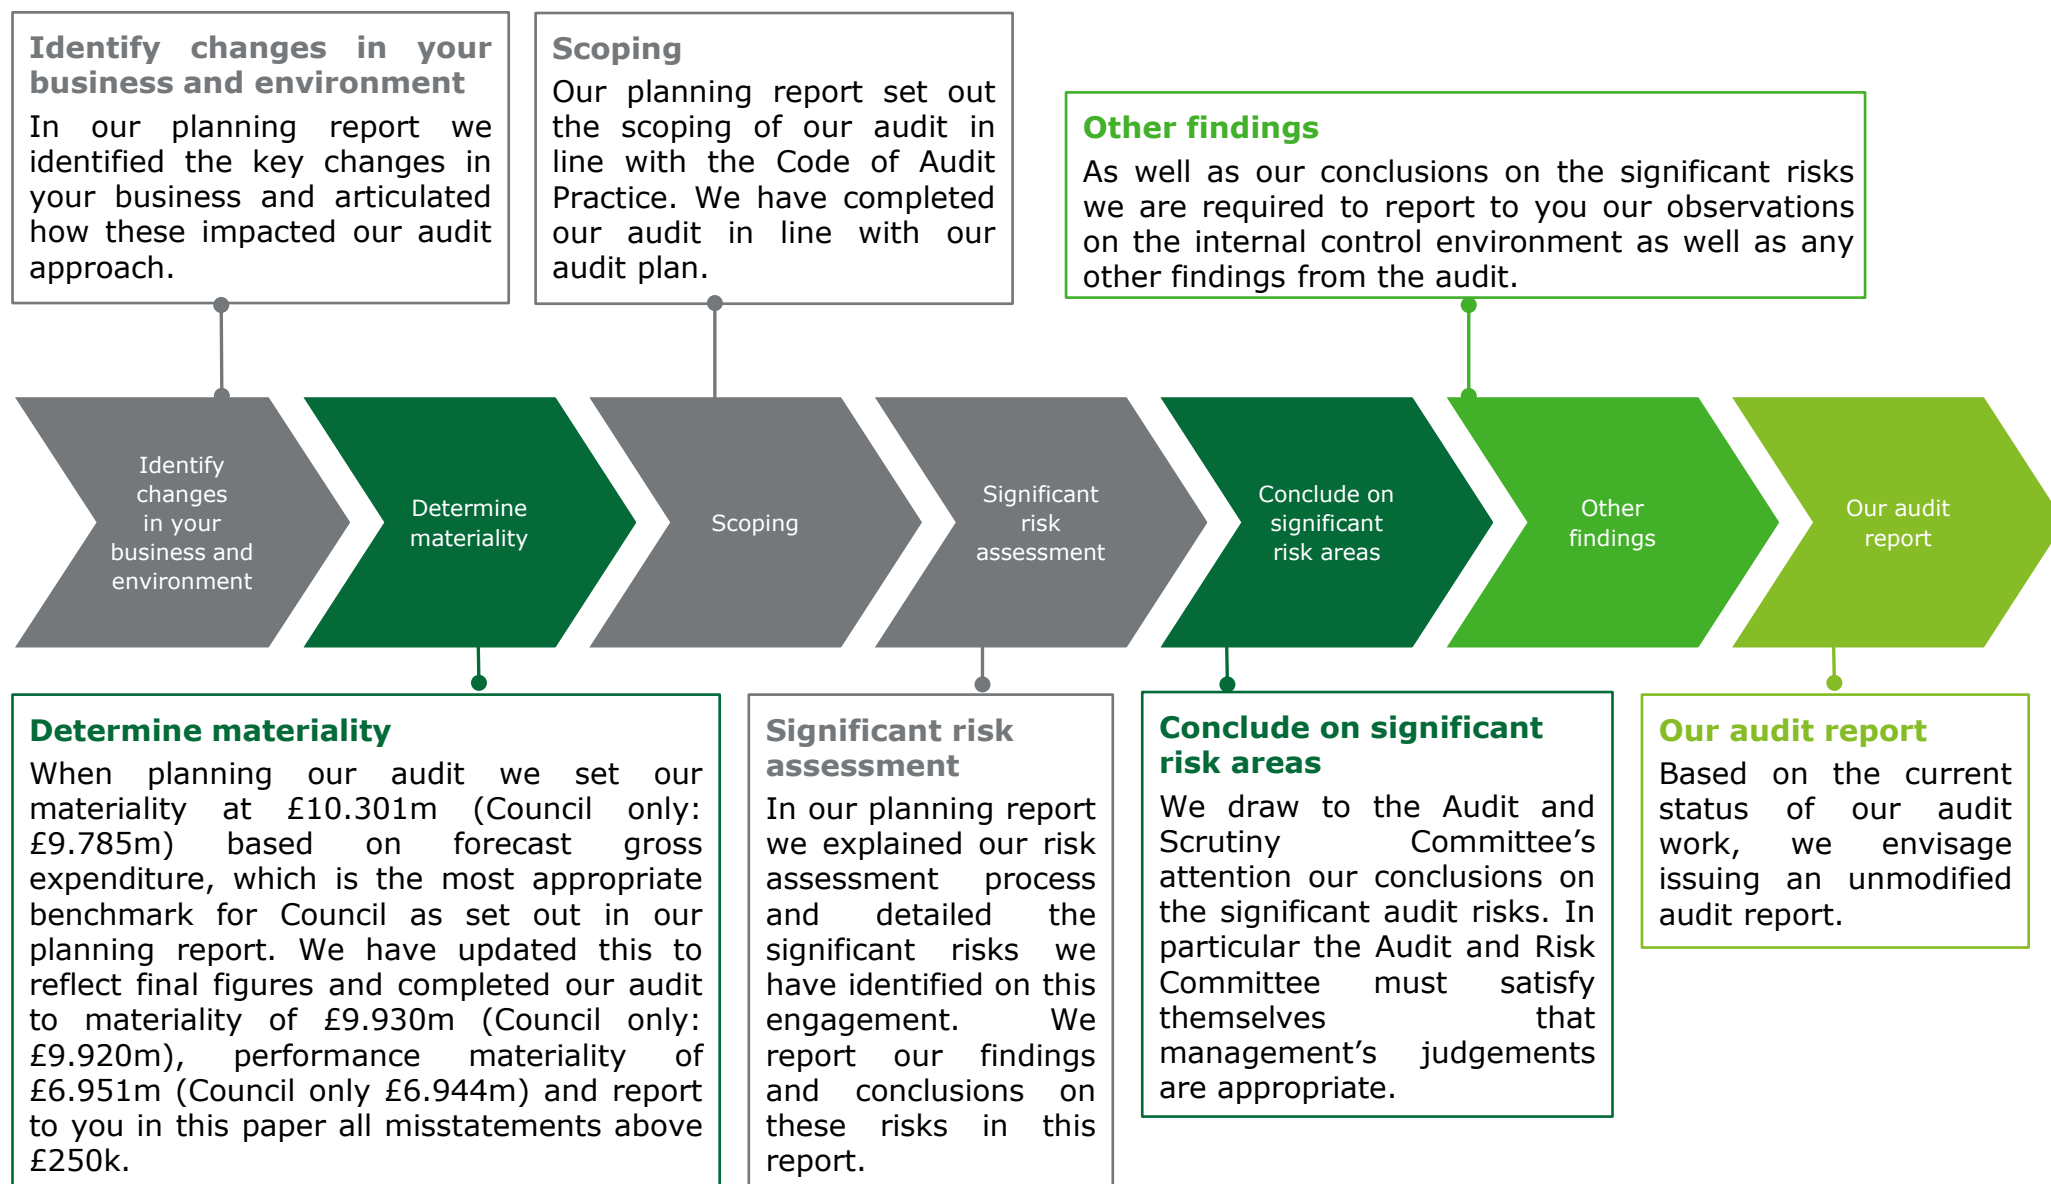 Identify changes in your
business and environment
In our planning report we
identified the key changes in
your business and articulated
how these impacted our audit
approach.
Scoping
Our planning report set out
the scoping of our audit in
line with the Code of Audit
Practice. We have completed
our audit in line with our
audit plan.
Other findings
As well as our conclusions on the significant risks
we are required to report to you our observations
on the internal control environment as well as any
other findings from the audit.
Identify
changes
in your
business and
environment
Determine
materiality
Scoping
Significant
risk
assessment
Conclude on
significant
risk areas
Other
findings
Our audit
report
Determine materiality
When planning our audit we set our
materiality at £10.301m (Council only:
£9.785m) based on forecast gross
expenditure, which is the most appropriate
benchmark for Council as set out in our
planning report. We have updated this to
reflect final figures and completed our audit
to materiality of £9.930m (Council only:
£9.920m), performance materiality of
£6.951m (Council only £6.944m) and report
to you in this paper all misstatements above
£250k.
Significant risk
assessment
In our planning report
we explained our risk
assessment process
and detailed the
significant risks we
have identified on this
engagement. We
report our findings
and conclusions on
these risks in this
report.
Conclude on significant
risk areas
We draw to the Audit and
Scrutiny Committee’s
attention our conclusions on
the significant audit risks. In
particular the Audit and Risk
Committee must satisfy
themselves that
management’s judgements
are appropriate.
Our audit report
Based on the current
status of our audit
work, we envisage
issuing an unmodified
audit report.